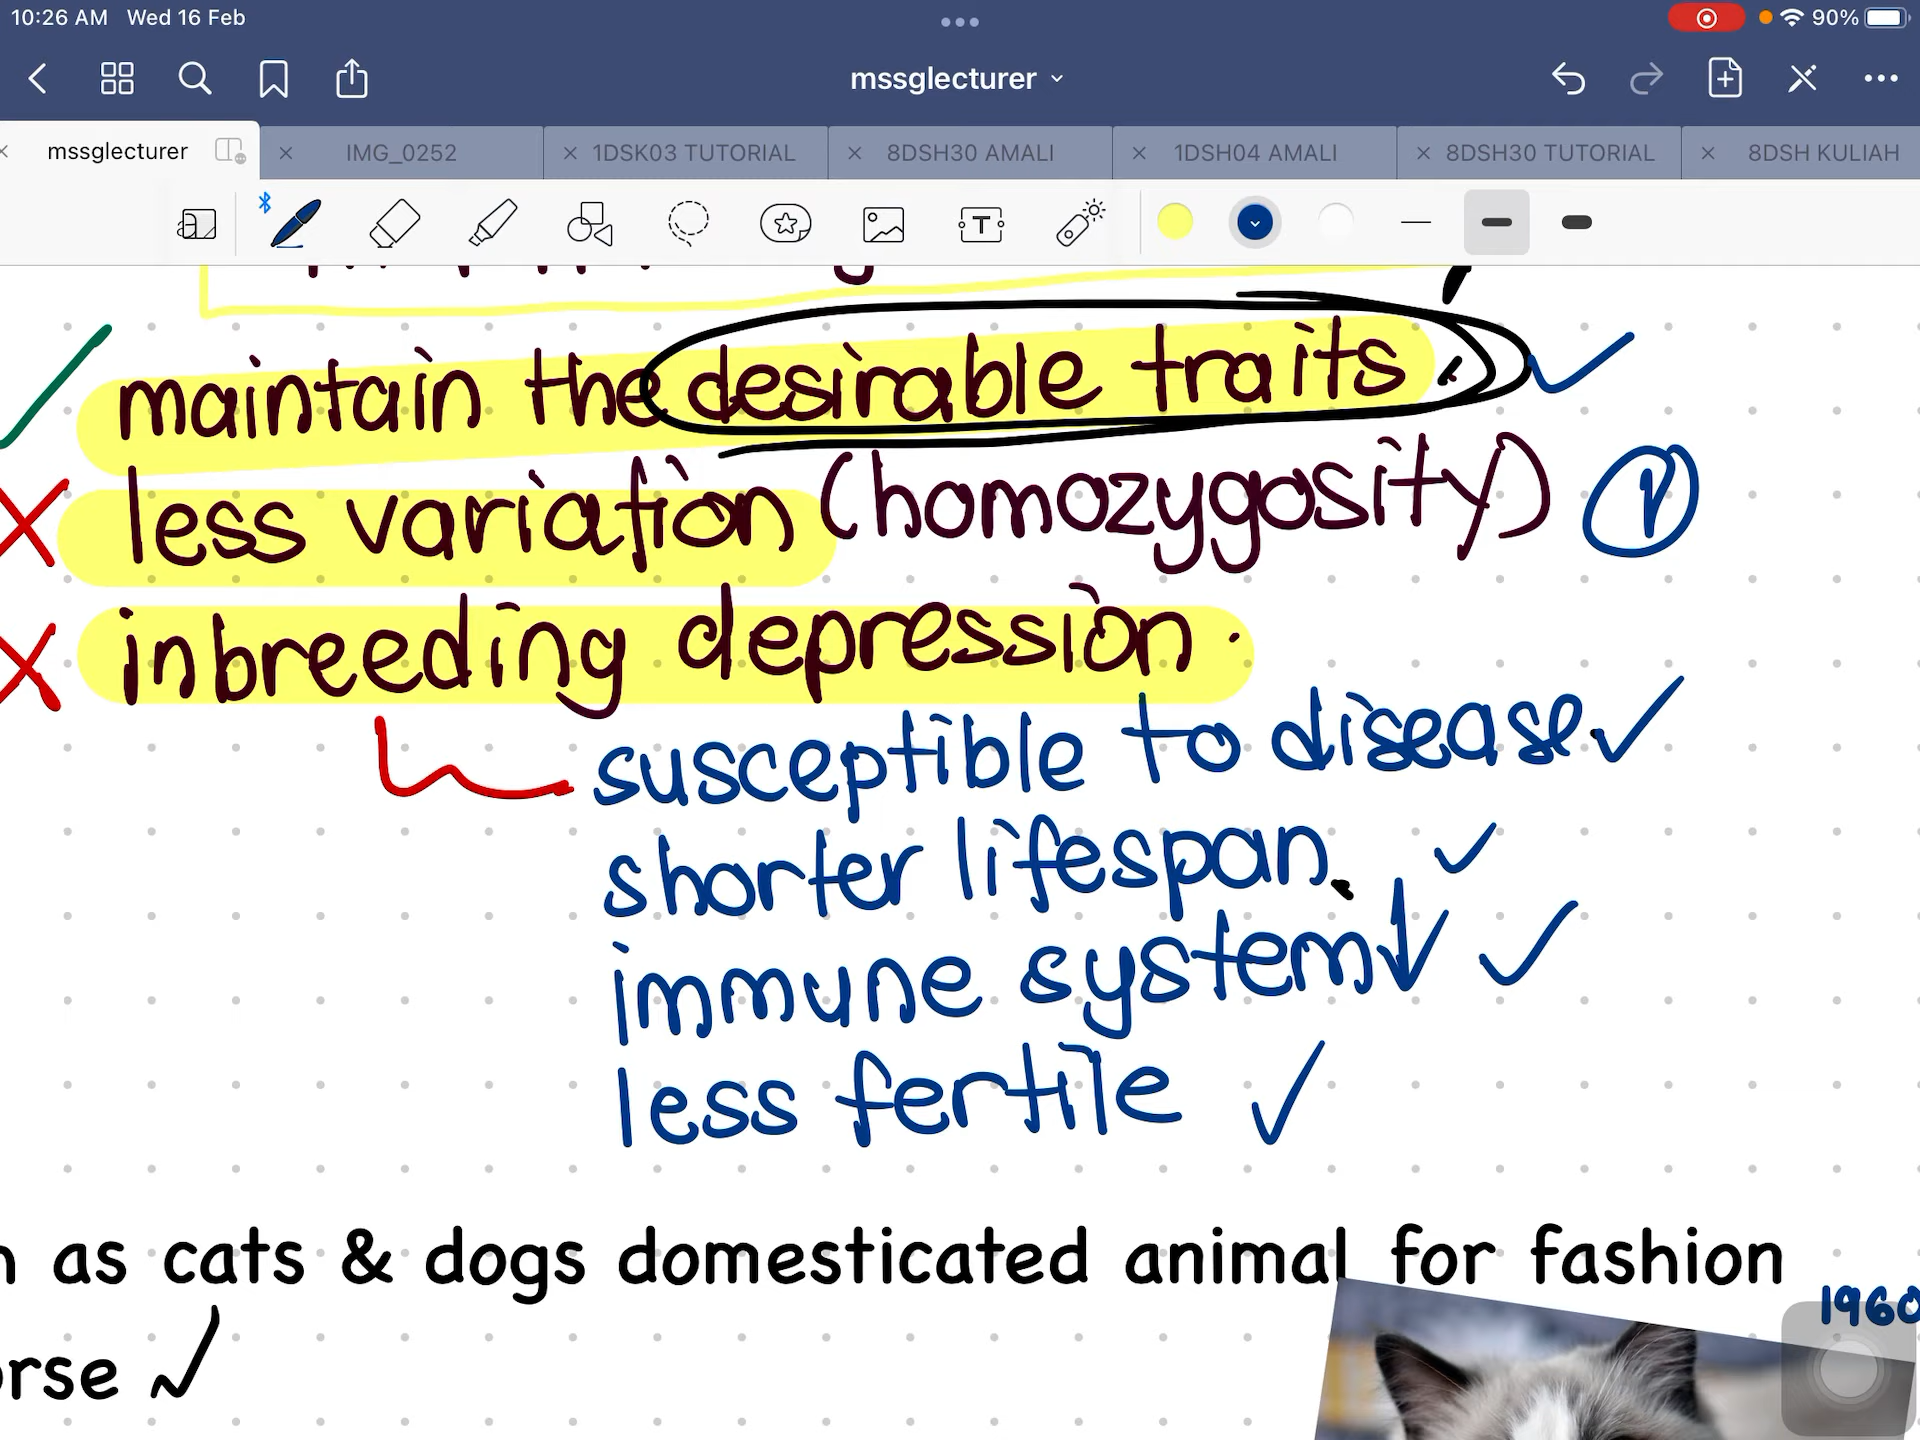 10:26 AM Wed 16 Feb
90%
mssglecturer
mssglecturer
IMG_0252
1DSK03 TUTORIAL
8DSH30 AMALI
1DSH04 AMALI
8DSH30 TUTORIAL
8DSH KULIAH
maintain the desirable traits.
less variation (homozygosity)
inbreeding depression.
susceptible to disease.
shorter lifespan.
immune system↓
less fertile
as cats & dogs domesticated animal for fashion
1960